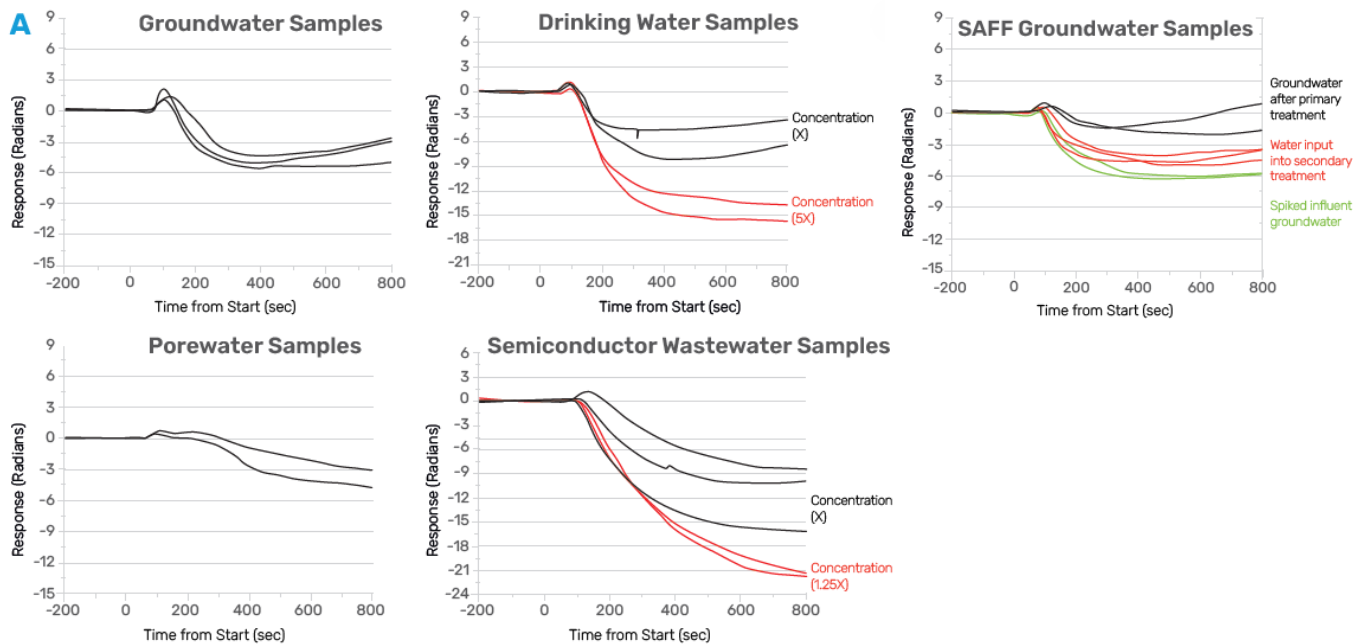 A
Groundwater Samples
9
6
3
0
-3
-6
-9
-12
-15
Response (Radians)
-200
0
200
400
600
800
Time from Start (sec)
Drinking Water Samples
9
6
3
0
-3
-6
-9
-12
-15
-18
-21
Response (Radians)
-200
0
200
400
600
800
Time from Start (sec)
Concentration
(X)
Concentration
(5X)
SAFF Groundwater Samples
9
6
3
0
-3
-6
-9
-12
-15
Response (Radians)
-200
0
200
400
600
800
Time from Start (sec)
Groundwater
after primary
treatment
Water input
into secondary
treatment
Spiked influent
groundwater
Porewater Samples
9
6
3
0
-3
-6
-9
-12
-15
Response (Radians)
-200
0
200
400
600
800
Time from Start (sec)
Semiconductor Wastewater Samples
6
3
0
-3
-6
-9
-12
-15
-18
-21
-24
Response (Radians)
-200
0
200
400
600
800
Time from Start (sec)
Concentration
(X)
Concentration
(1.25X)